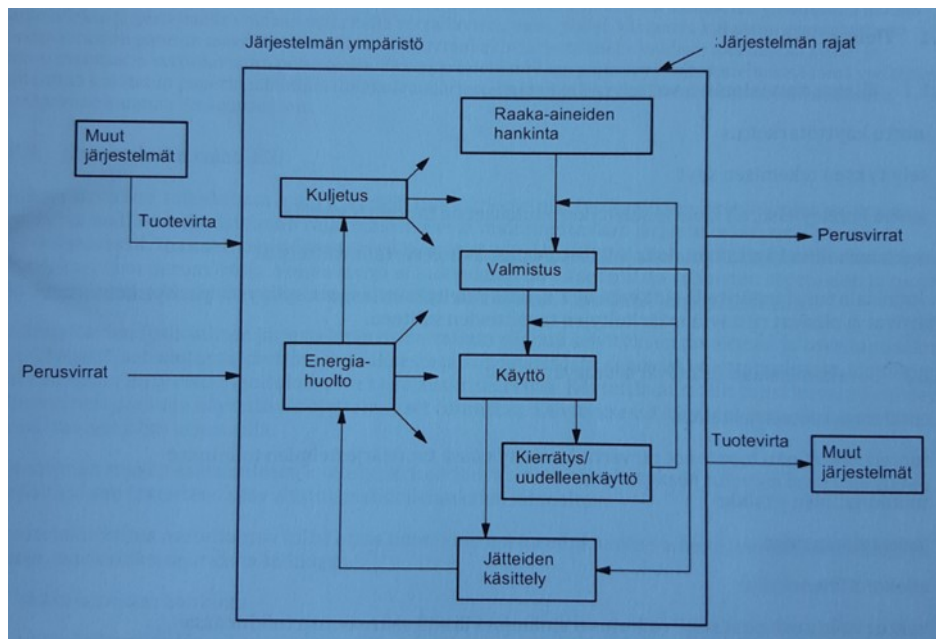 Järjestelmän ympäristö
:Järjestelmän rajat
Raaka-aineiden
hankinta
Muut
järjestelmät
Kuljetus
Tuotevirta
Perusvirrat
Valmistus
Energia-
huolto
Perusvirrat
Käyttö
Tuotevirta
Kierrätys/
uudelleenkäyttö
Muut
järjestelmät
Jätteiden
käsittely